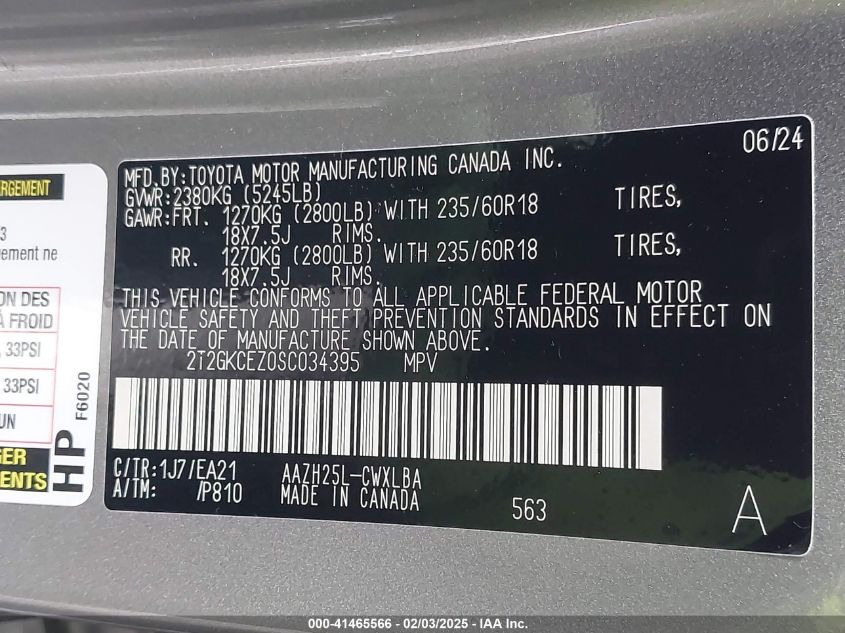 06/24
MFD.BY:TOYOTA MOTOR MANUFACTURING CANADA INC.
GVWR:2380KG (5245LB)
GAWR:FRT. 1270KG (2800LB) WITH 235/60R18 TIRES,
18X7.5J RIMS.
RR. 1270KG (2800LB) WITH 235/60R18 TIRES,
18X7.5J RIMS.
THIS VEHICLE CONFORMS TO ALL APPLICABLE FEDERAL MOTOR
VEHICLE SAFETY AND THEFT PREVENTION STANDARDS IN EFFECT ON
THE DATE OF MANUFACTURE SHOWN ABOVE.
2T2GKCEZ0SC034395 MPV
C/TR:1J7/EA21 AAZH25L-CWXLBA
A/TM: /P810 MADE IN CANADA
563 A
RGEMENT
3
gement ne
ON DES
À FROID
, 33PSI
33PSI
UN
GER
MENTS
HP
F6020
000-41465566 - 02/03/2025 - IAA Inc.